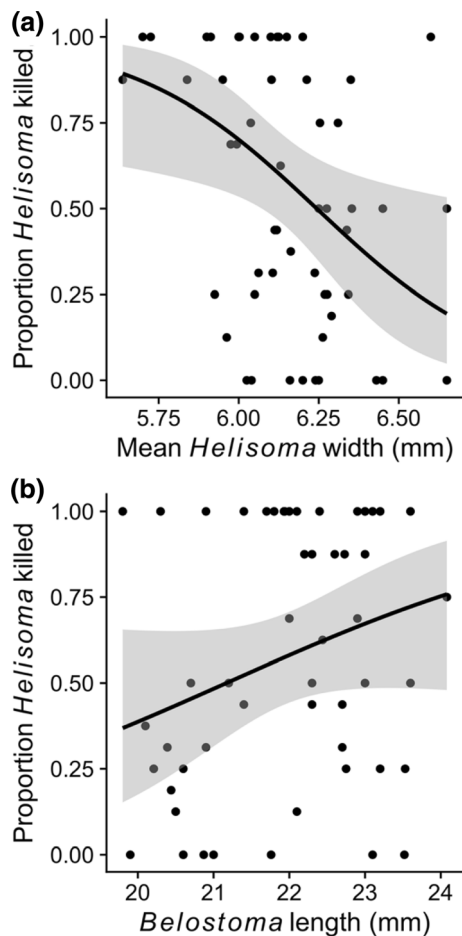 (a)
Proportion Helisoma killed
1.00
0.75
0.50
0.25
0.00
5.75 6.00 6.25 6.50
Mean Helisoma width (mm)
(b)
Proportion Helisoma killed
1.00
0.75
0.50
0.25
0.00
20 21 22 23 24
Belostoma length (mm)